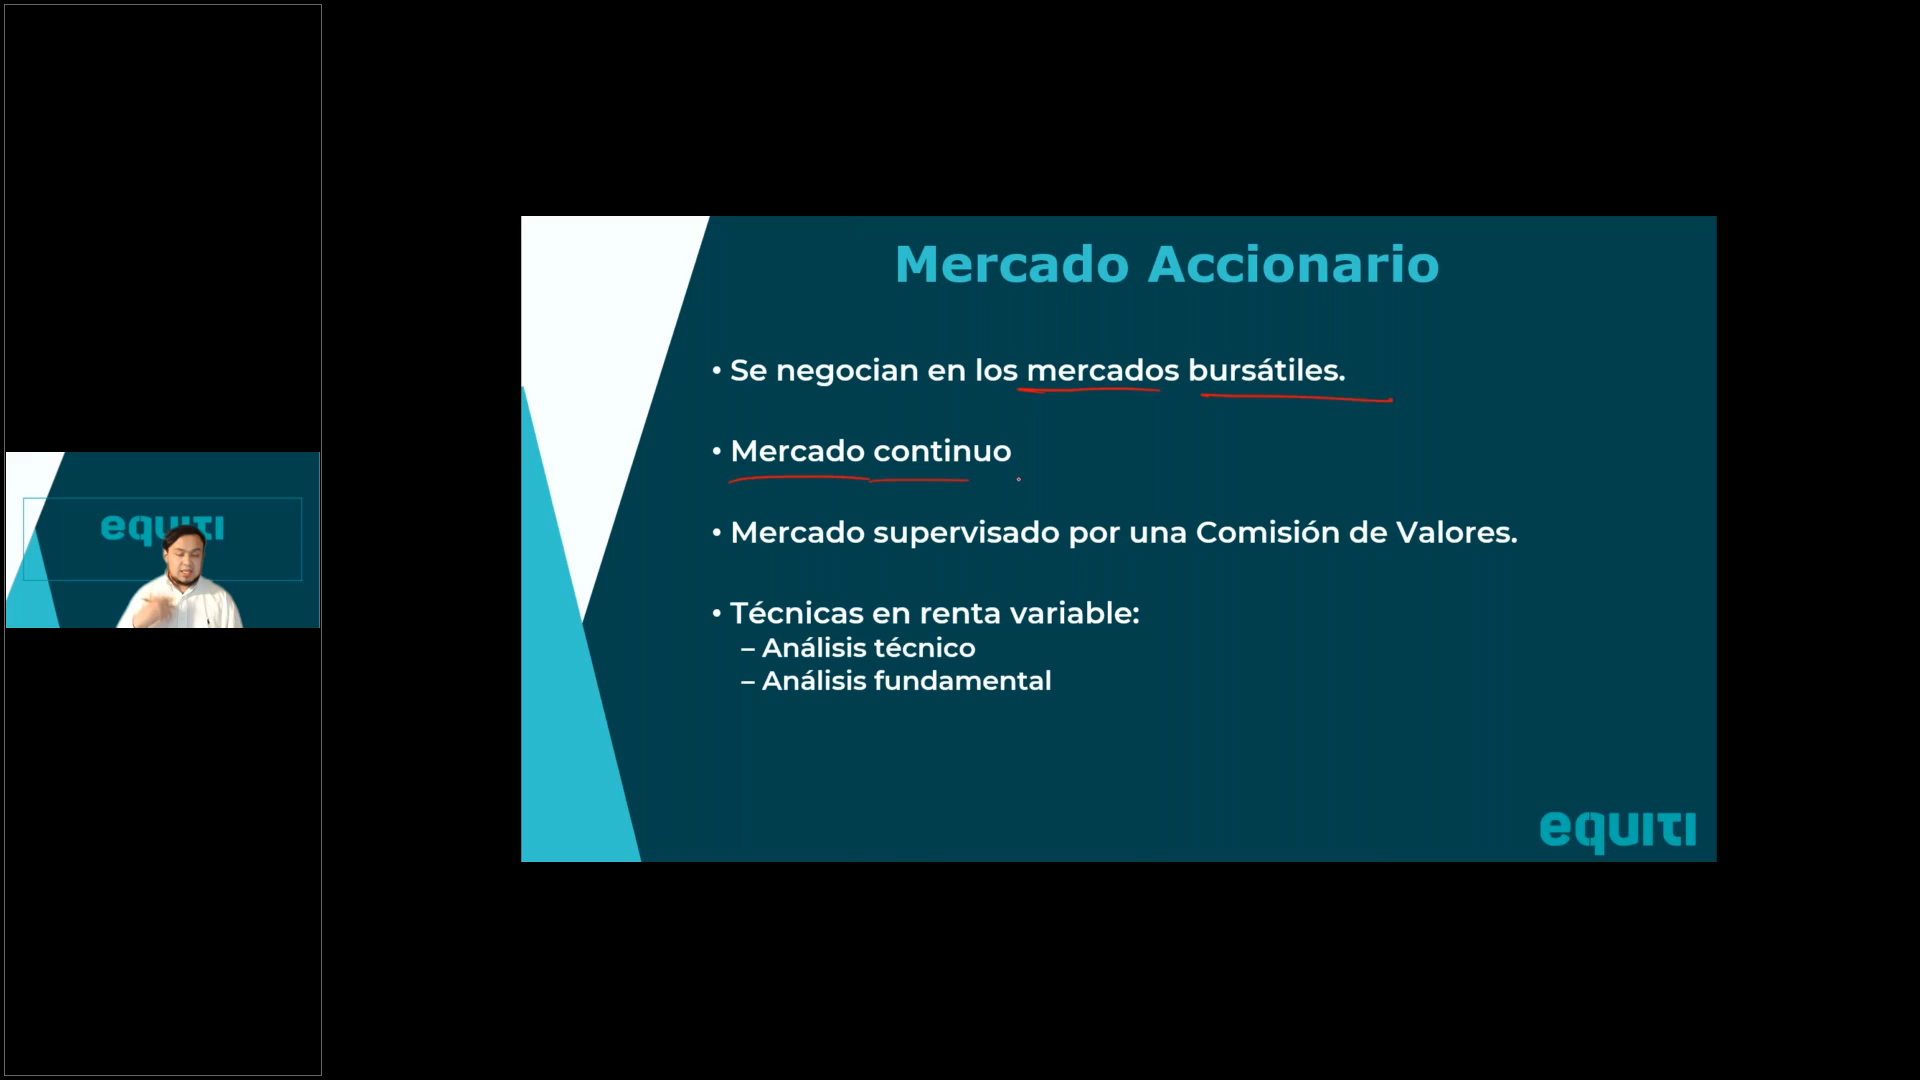 equiti
Mercado Accionario
• Se negocian en los mercados bursátiles.
• Mercado continuo
• Mercado supervisado por una Comisión de Valores.
• Técnicas en renta variable:
– Análisis técnico
– Análisis fundamental
equiti